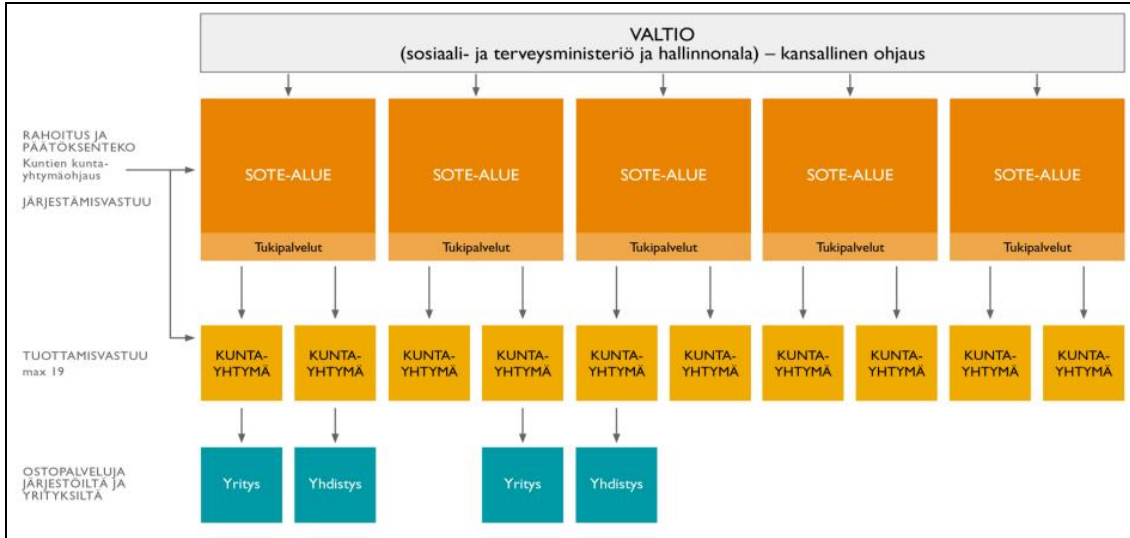 VALTIO
(sosiaali- ja terveysministeriö ja hallinnonala) – kansallinen ohjaus
RAHOITUS JA
PÄÄTÖKSENTEKO
Kuntien kunta-
yhtymäohjaus
JÄRJESTÄMISVASTUU
SOTE-ALUE
SOTE-ALUE
SOTE-ALUE
SOTE-ALUE
SOTE-ALUE
Tukipalvelut
Tukipalvelut
Tukipalvelut
Tukipalvelut
Tukipalvelut
TUOTTAMISVASTUU
max 19
KUNTA-
YHTYMÄ
KUNTA-
YHTYMÄ
KUNTA-
YHTYMÄ
KUNTA-
YHTYMÄ
KUNTA-
YHTYMÄ
KUNTA-
YHTYMÄ
KUNTA-
YHTYMÄ
KUNTA-
YHTYMÄ
KUNTA-
YHTYMÄ
KUNTA-
YHTYMÄ
OSTOPALVELUJA
JÄRJESTÖILTÄ JA
YRITYKSILTÄ
Yritys
Yhdistys
Yritys
Yhdistys